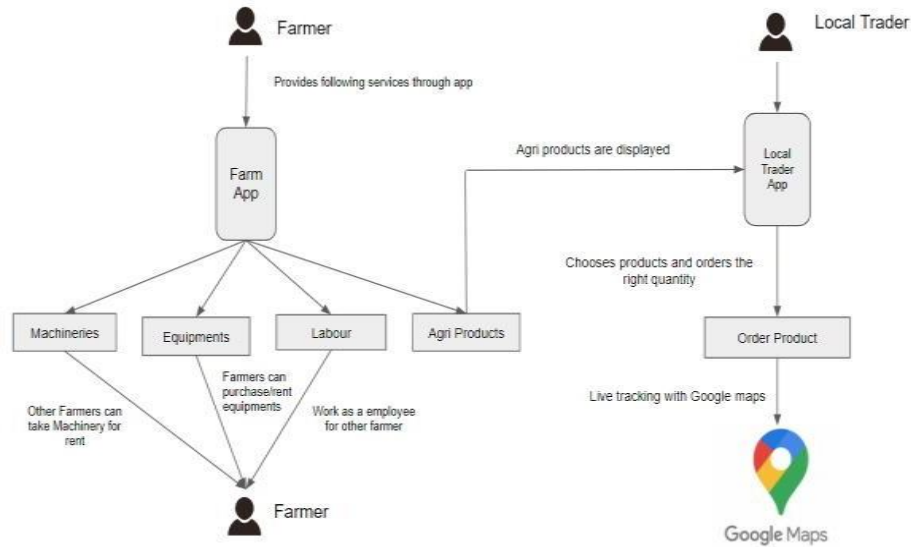 Farmer
Local Trader
Provides following services through app
Farm
App
Agri products are displayed
Local
Trader
App
Chooses products and orders the
right quantity
Machineries
Equipments
Labour
Agri Products
Order Product
Farmers can
purchase/rent
equipments
Other Farmers can
take Machinery for
rent
Work as a employee
for other farmer
Live tracking with Google maps
Farmer
Google Maps